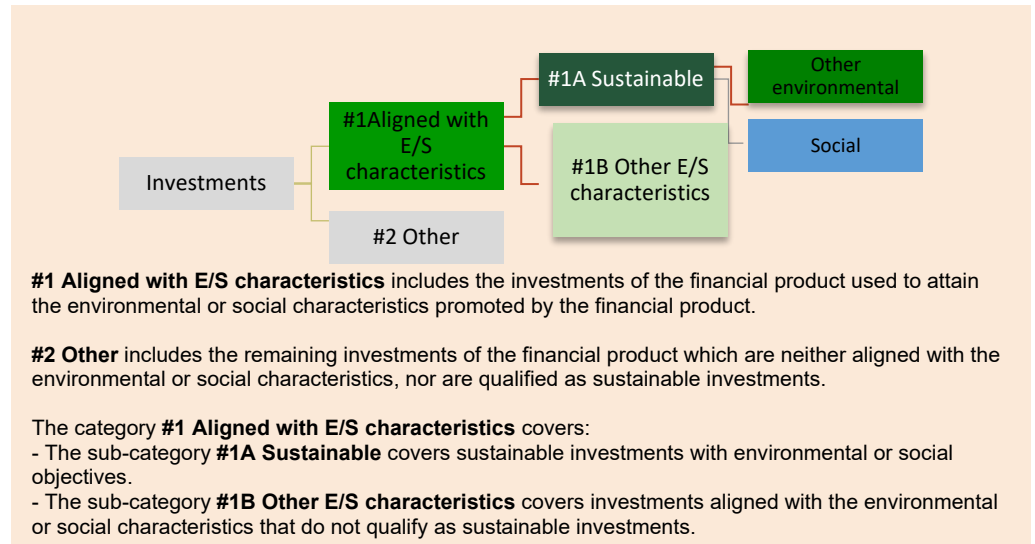 Investments
#1Aligned with
E/S
characteristics
#2 Other
#1A Sustainable
#1B Other E/S
characteristics
Other
environmental
Social
#1 Aligned with E/S characteristics includes the investments of the financial product used to attain
the environmental or social characteristics promoted by the financial product.
#2 Other includes the remaining investments of the financial product which are neither aligned with the
environmental or social characteristics, nor are qualified as sustainable investments.
The category #1 Aligned with E/S characteristics covers:
- The sub-category #1A Sustainable covers sustainable investments with environmental or social
objectives.
- The sub-category #1B Other E/S characteristics covers investments aligned with the environmental
or social characteristics that do not qualify as sustainable investments.